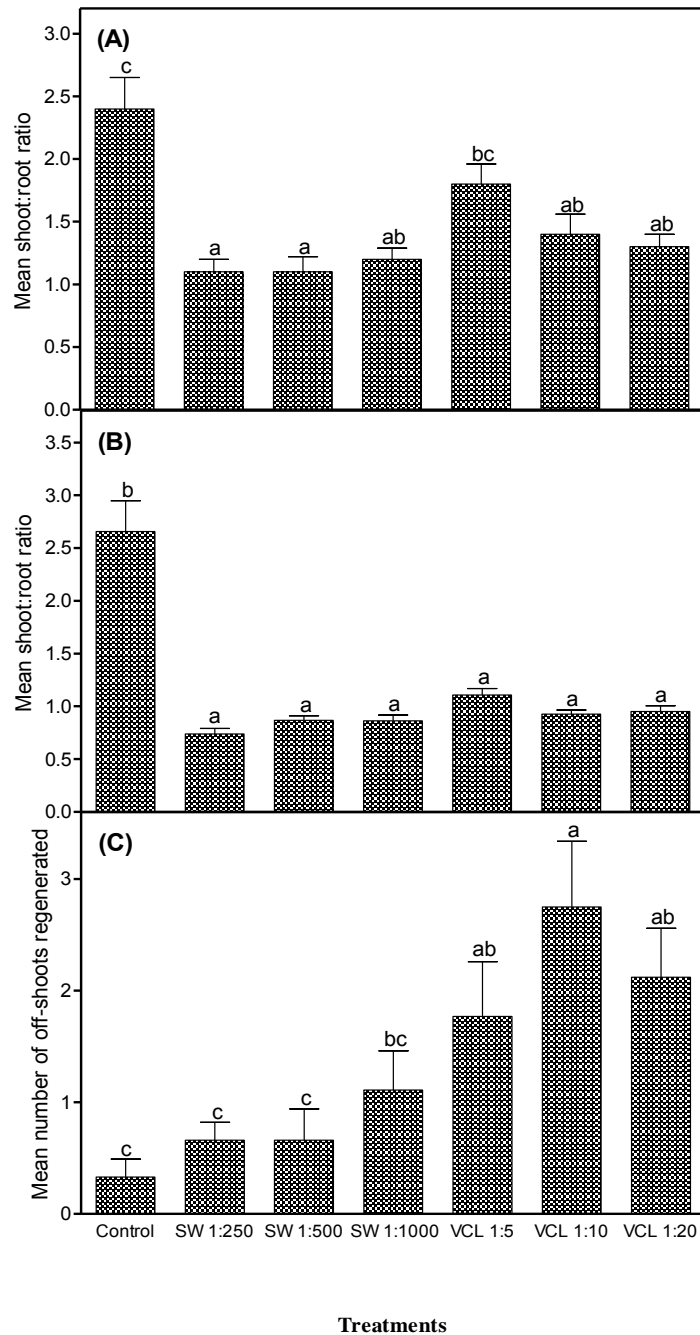 (A)
Mean shoot:root ratio
3.0
2.5
2.0
1.5
1.0
0.5
0.0
c
a
a
ab
bc
ab
ab
(B)
Mean shoot:root ratio
3.5
3.0
2.5
2.0
1.5
1.0
0.5
0.0
b
a
a
a
a
a
a
(C)
Mean number of off-shoots regenerated
3
2
1
0
c
c
c
bc
ab
a
ab
Control SW 1:250 SW 1:500 SW 1:1000 VCL 1:5 VCL 1:10 VCL 1:20
Treatments